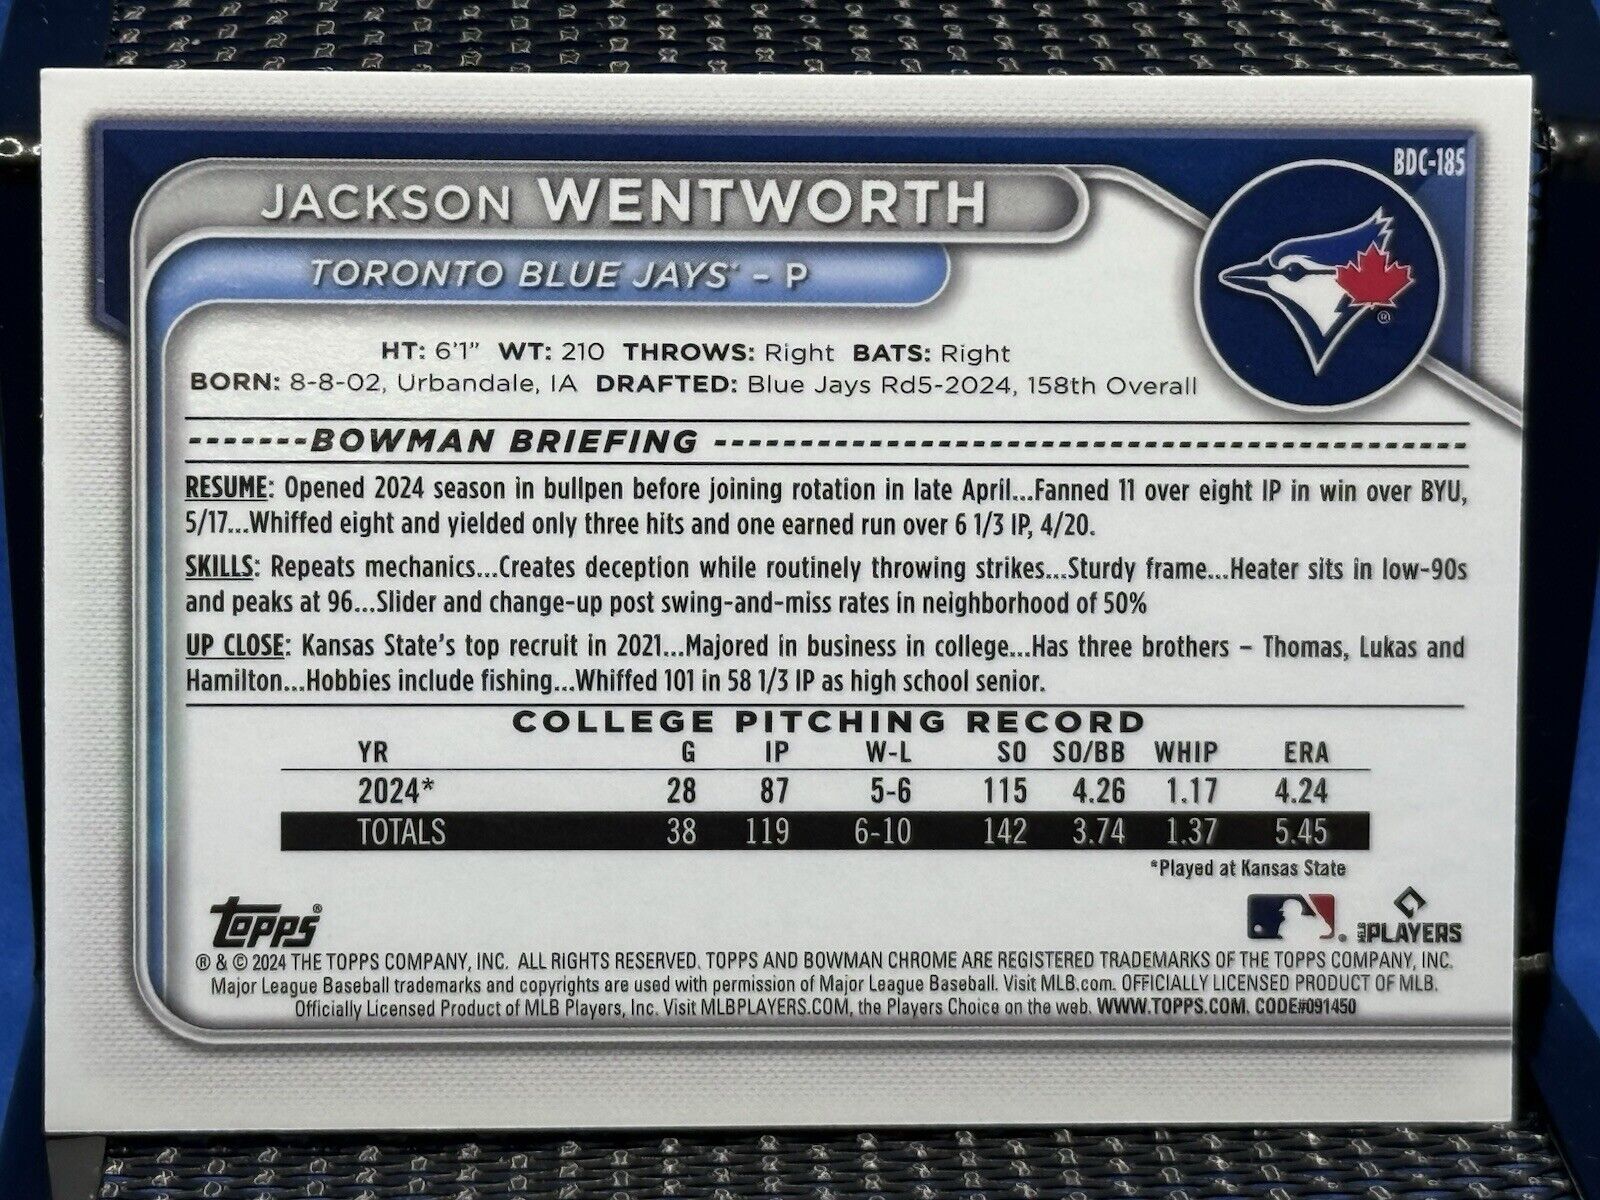 BDC-185
JACKSON WENTWORTH
TORONTO BLUE JAYS® – P
HT: 6'1" WT: 210 THROWS: Right BATS: Right
BORN: 8-8-02, Urbandale, IA DRAFTED: Blue Jays Rd5-2024, 158th Overall
BOWMAN BRIEFING
RESUME: Opened 2024 season in bullpen before joining rotation in late April...Fanned 11 over eight IP in win over BYU,
5/17...Whiffed eight and yielded only three hits and one earned run over 6 1/3 IP, 4/20.
SKILLS: Repeats mechanics...Creates deception while routinely throwing strikes...Sturdy frame...Heater sits in low-90s
and peaks at 96...Slider and change-up post swing-and-miss rates in neighborhood of 50%
UP CLOSE: Kansas State's top recruit in 2021...Majored in business in college...Has three brothers – Thomas, Lukas and
Hamilton...Hobbies include fishing...Whiffed 101 in 58 1/3 IP as high school senior.
COLLEGE PITCHING RECORD
YR G IP W-L SO SO/BB WHIP ERA
2024* 28 87 5-6 115 4.26 1.17 4.24
TOTALS 38 119 6-10 142 3.74 1.37 5.45
*Played at Kansas State
topps®
MLB PLAYERS
® & © 2024 THE TOPPS COMPANY, INC. ALL RIGHTS RESERVED. TOPPS AND BOWMAN CHROME ARE REGISTERED TRADEMARKS OF THE TOPPS COMPANY, INC.
Major League Baseball trademarks and copyrights are used with permission of Major League Baseball. Visit MLB.com. OFFICIALLY LICENSED PRODUCT OF MLB.
Officially Licensed Product of MLB Players, Inc. Visit MLBPLAYERS.COM, the Players Choice on the web. WWW.TOPPS.COM. CODE#091450